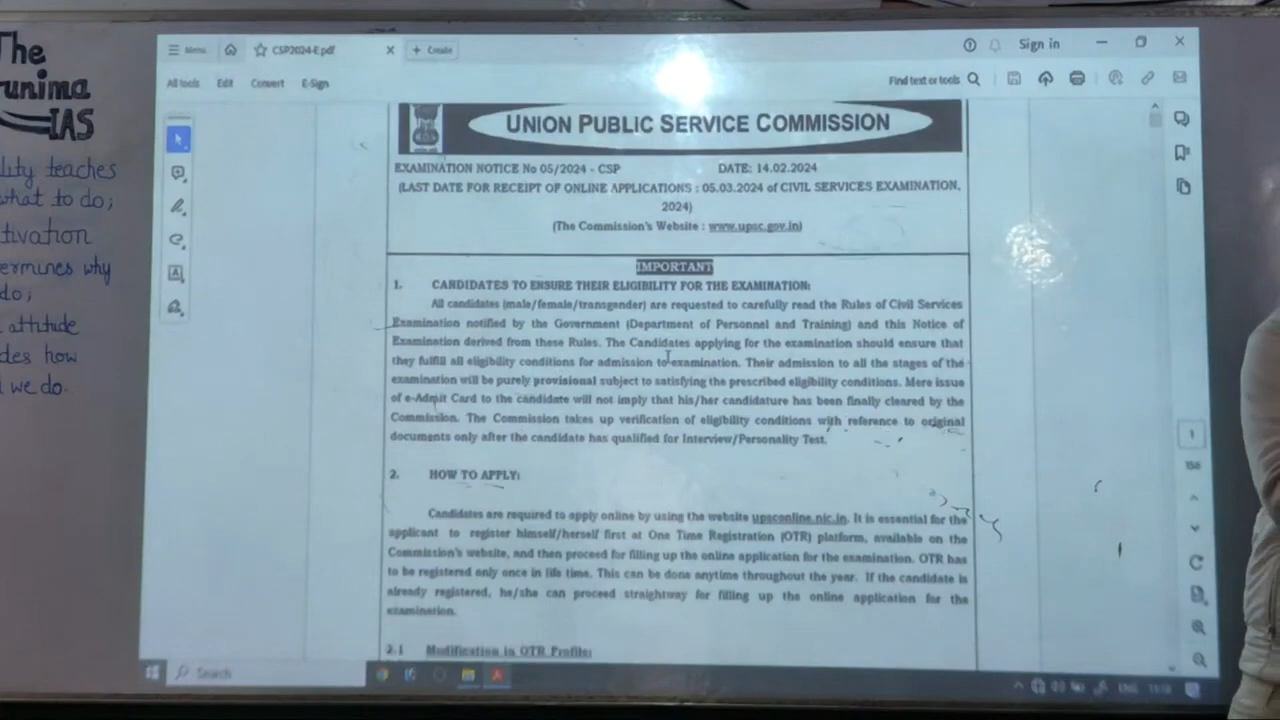 The
unima
IAS
lity teaches
what to do;
tivation
ermines why
do;
attitude
des how
we do.
Menu
CSP2024-E.pdf
+ Create
Sign in
All tools
Edit
Convert
E-Sign
Find text or tools
UNION PUBLIC SERVICE COMMISSION
EXAMINATION NOTICE No 05/2024 - CSP DATE: 14.02.2024
(LAST DATE FOR RECEIPT OF ONLINE APPLICATIONS : 05.03.2024 of CIVIL SERVICES EXAMINATION,
2024)
(The Commission's Website : www.upsc.gov.in)
IMPORTANT
1. CANDIDATES TO ENSURE THEIR ELIGIBILITY FOR THE EXAMINATION:
All candidates (male/female/transgender) are requested to carefully read the Rules of Civil Services
Examination notified by the Government (Department of Personnel and Training) and this Notice of
Examination derived from these Rules. The Candidates applying for the examination should ensure that
they fulfill all eligibility conditions for admission to examination. Their admission to all the stages of the
examination will be purely provisional subject to satisfying the prescribed eligibility conditions. Mere issue
of e-Admit Card to the candidate will not imply that his/her candidature has been finally cleared by the
Commission. The Commission takes up verification of eligibility conditions with reference to original
documents only after the candidate has qualified for Interview/Personality Test.
2. HOW TO APPLY:
Candidates are required to apply online by using the website upsconline.nic.in. It is essential for the
applicant to register himself/herself first at One Time Registration (OTR) platform, available on the
Commission's website, and then proceed for filling up the online application for the examination. OTR has
to be registered only once in life time. This can be done anytime throughout the year. If the candidate is
already registered, he/she can proceed straightway for filling up the online application for the
examination.
2.1 Modification in OTR Profile:
1
156
Search
ENG